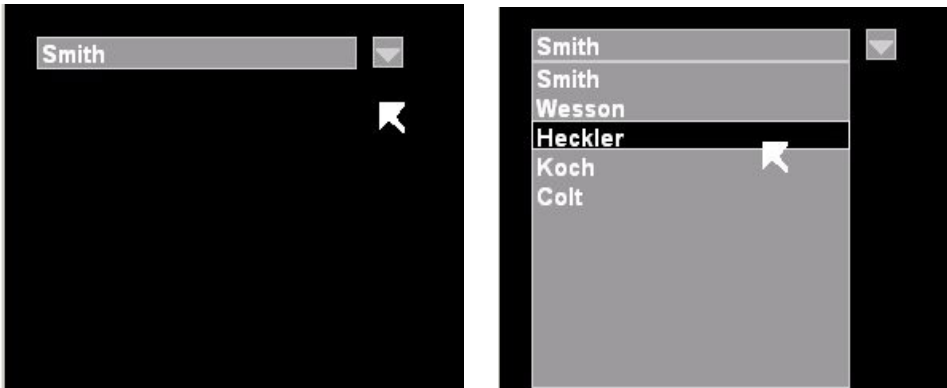 Smith
Smith
Smith
Wesson
Heckler
Koch
Colt